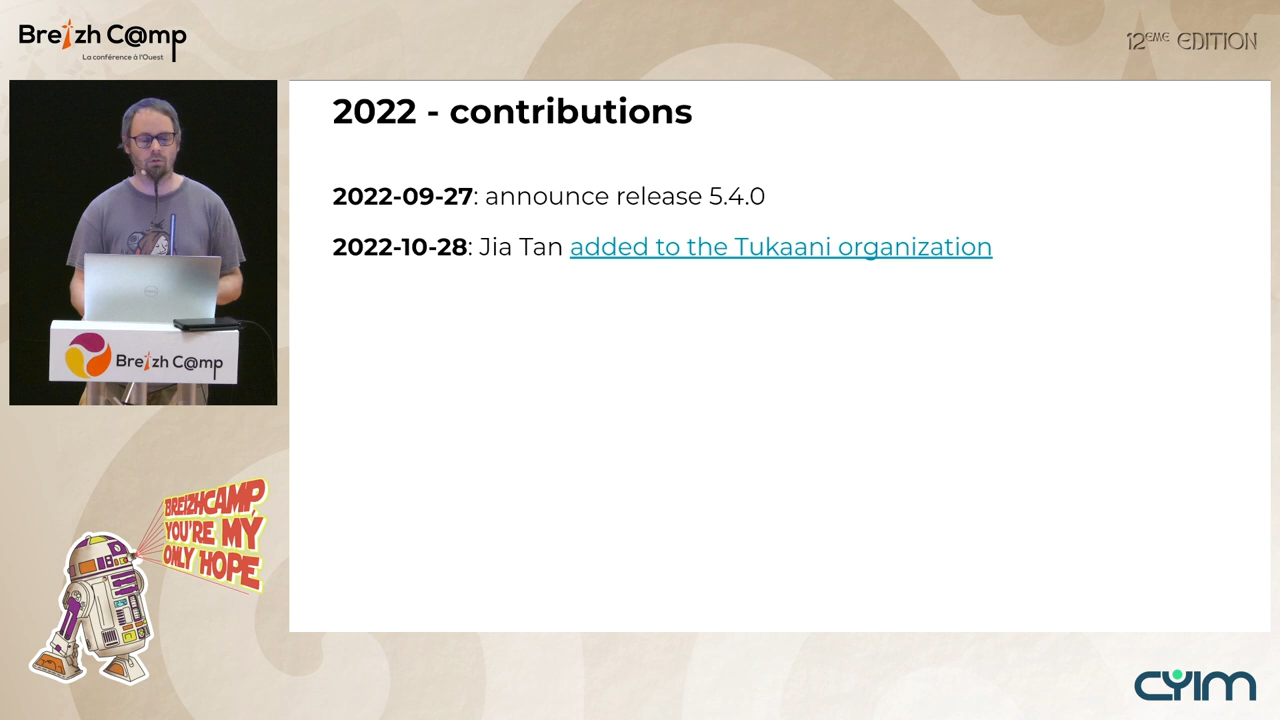 Breizh C@mp
La conférence à l'Ouest
12ÈME EDITION
2022 - contributions
2022-09-27: announce release 5.4.0
2022-10-28: Jia Tan added to the Tukaani organization
Breizh C@mp
BREIZHCAMP
YOU'RE MY
ONLY HOPE
CYIM